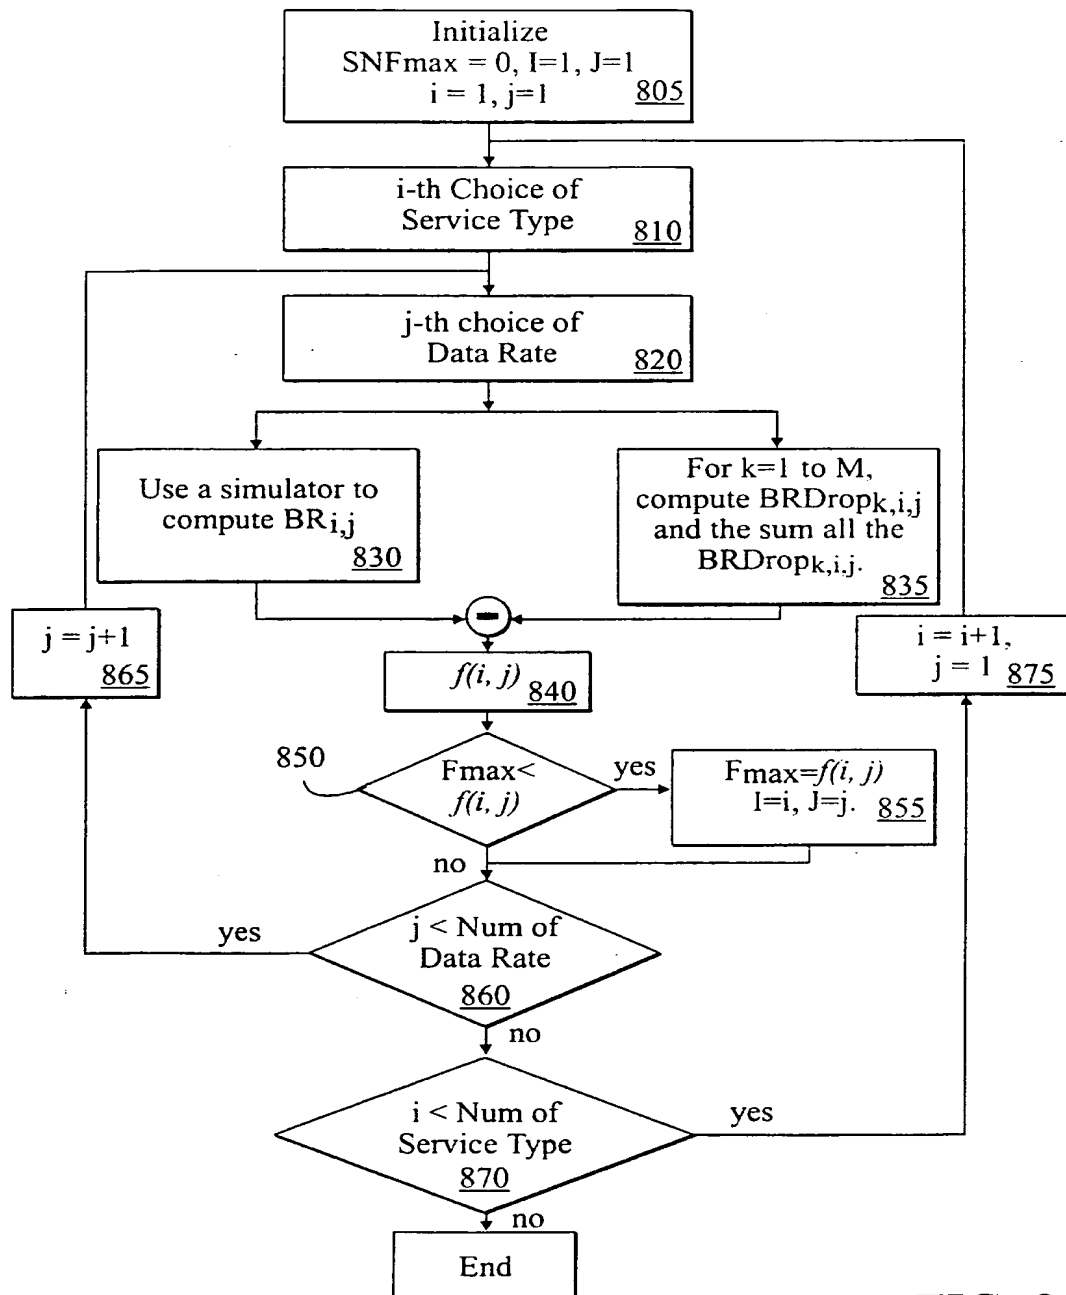 Initialize
SNFmax = 0, I=1, J=1
i = 1, j=1
805
i-th Choice of
Service Type
810
j-th choice of
Data Rate
820
Use a simulator to
compute BRi,j
830
For k=1 to M,
compute BRDropk,i,j
and the sum all the
BRDropk,i,j.
835
j = j+1
865
i = i+1,
j = 1
875
f(i, j)
840
850
Fmax<
f(i, j)
yes
Fmax=f(i, j)
I=i, J=j.
855
no
j < Num of
Data Rate
860
yes
no
i < Num of
Service Type
870
yes
no
End